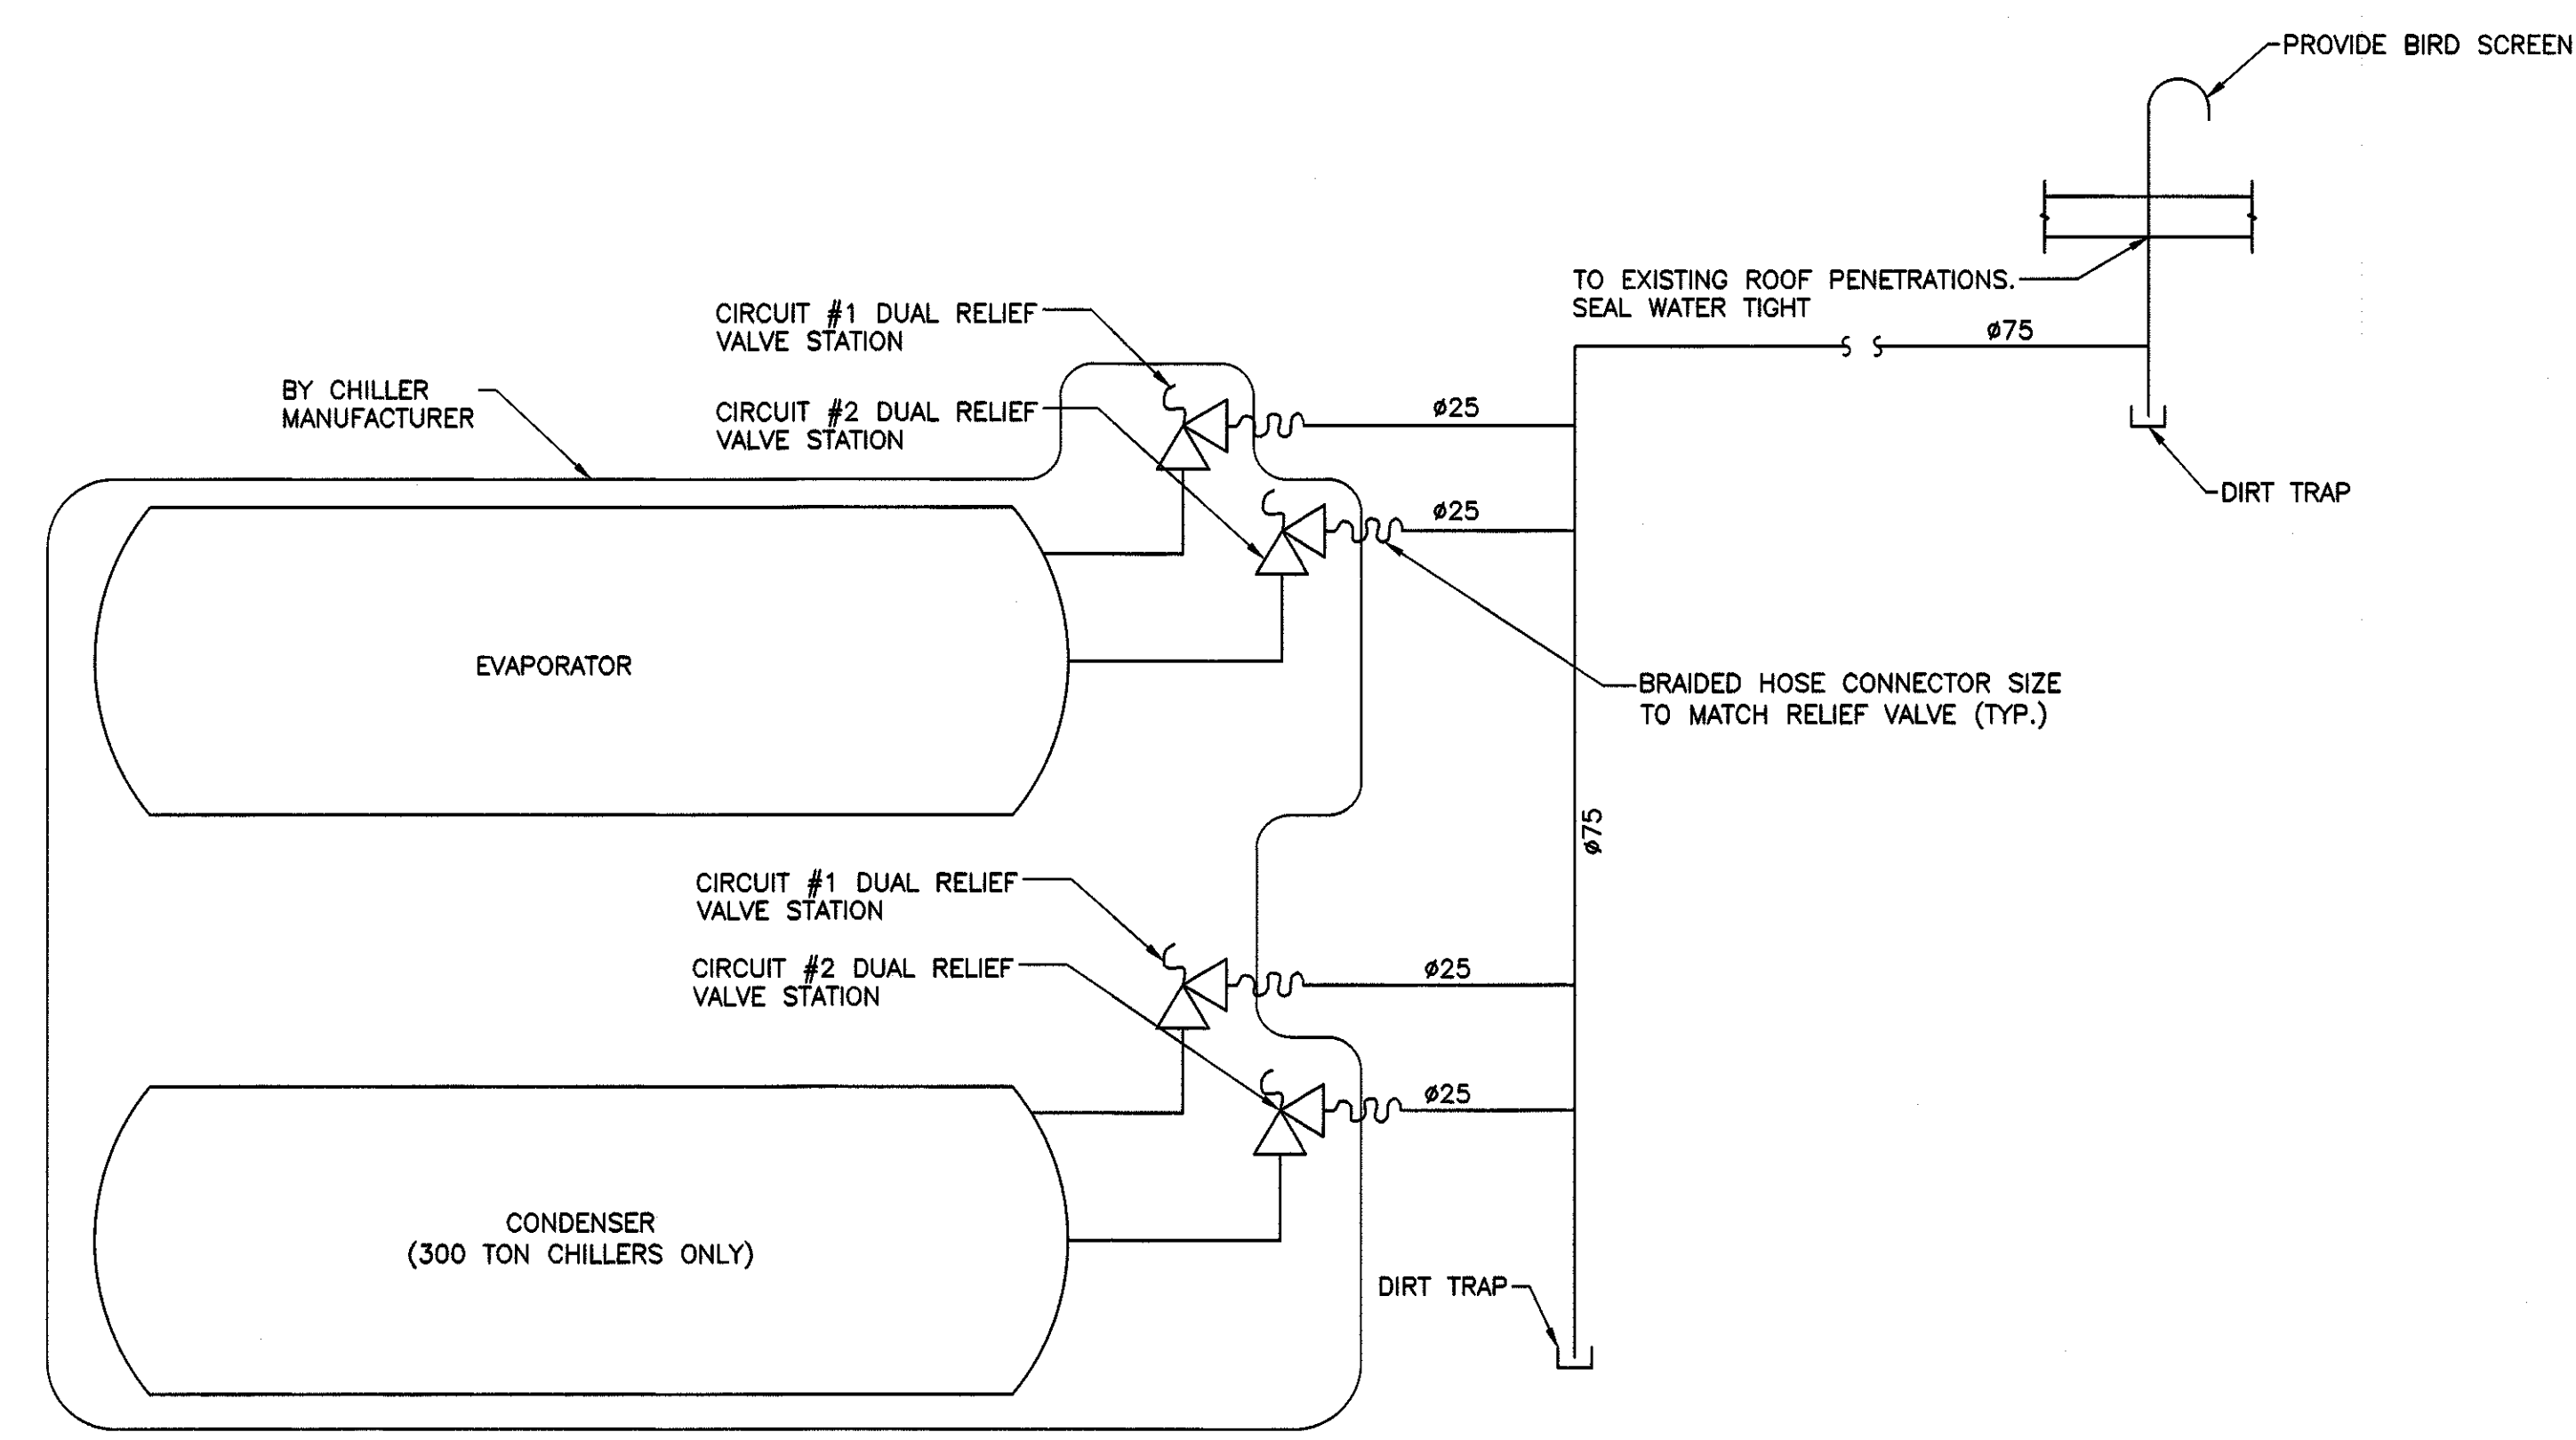 PROVIDE BIRD SCREEN
TO EXISTING ROOF PENETRATIONS.
SEAL WATER TIGHT
CIRCUIT #1 DUAL RELIEF
VALVE STATION
ø75
BY CHILLER
MANUFACTURER
CIRCUIT #2 DUAL RELIEF
VALVE STATION
ø25
DIRT TRAP
ø25
EVAPORATOR
BRAIDED HOSE CONNECTOR SIZE
TO MATCH RELIEF VALVE (TYP.)
ø75
CIRCUIT #1 DUAL RELIEF
VALVE STATION
CIRCUIT #2 DUAL RELIEF
VALVE STATION
ø25
ø25
CONDENSER
(300 TON CHILLERS ONLY)
DIRT TRAP